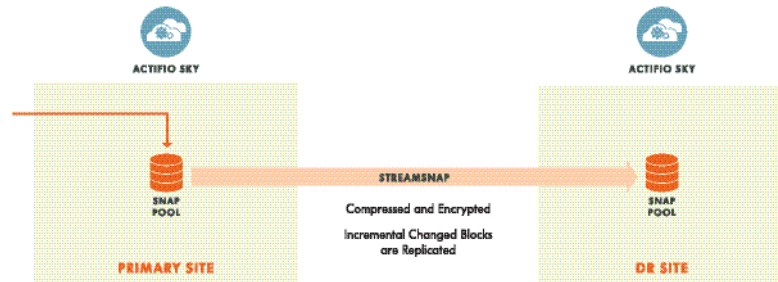 ACTIFIO SKY
ACTIFIO SKY
STREAMSNAP
SNAP
POOL
SNAP
POOL
Compressed and Encrypted
Incremental Changed Blocks
are Replicated
PRIMARY SITE
DR SITE